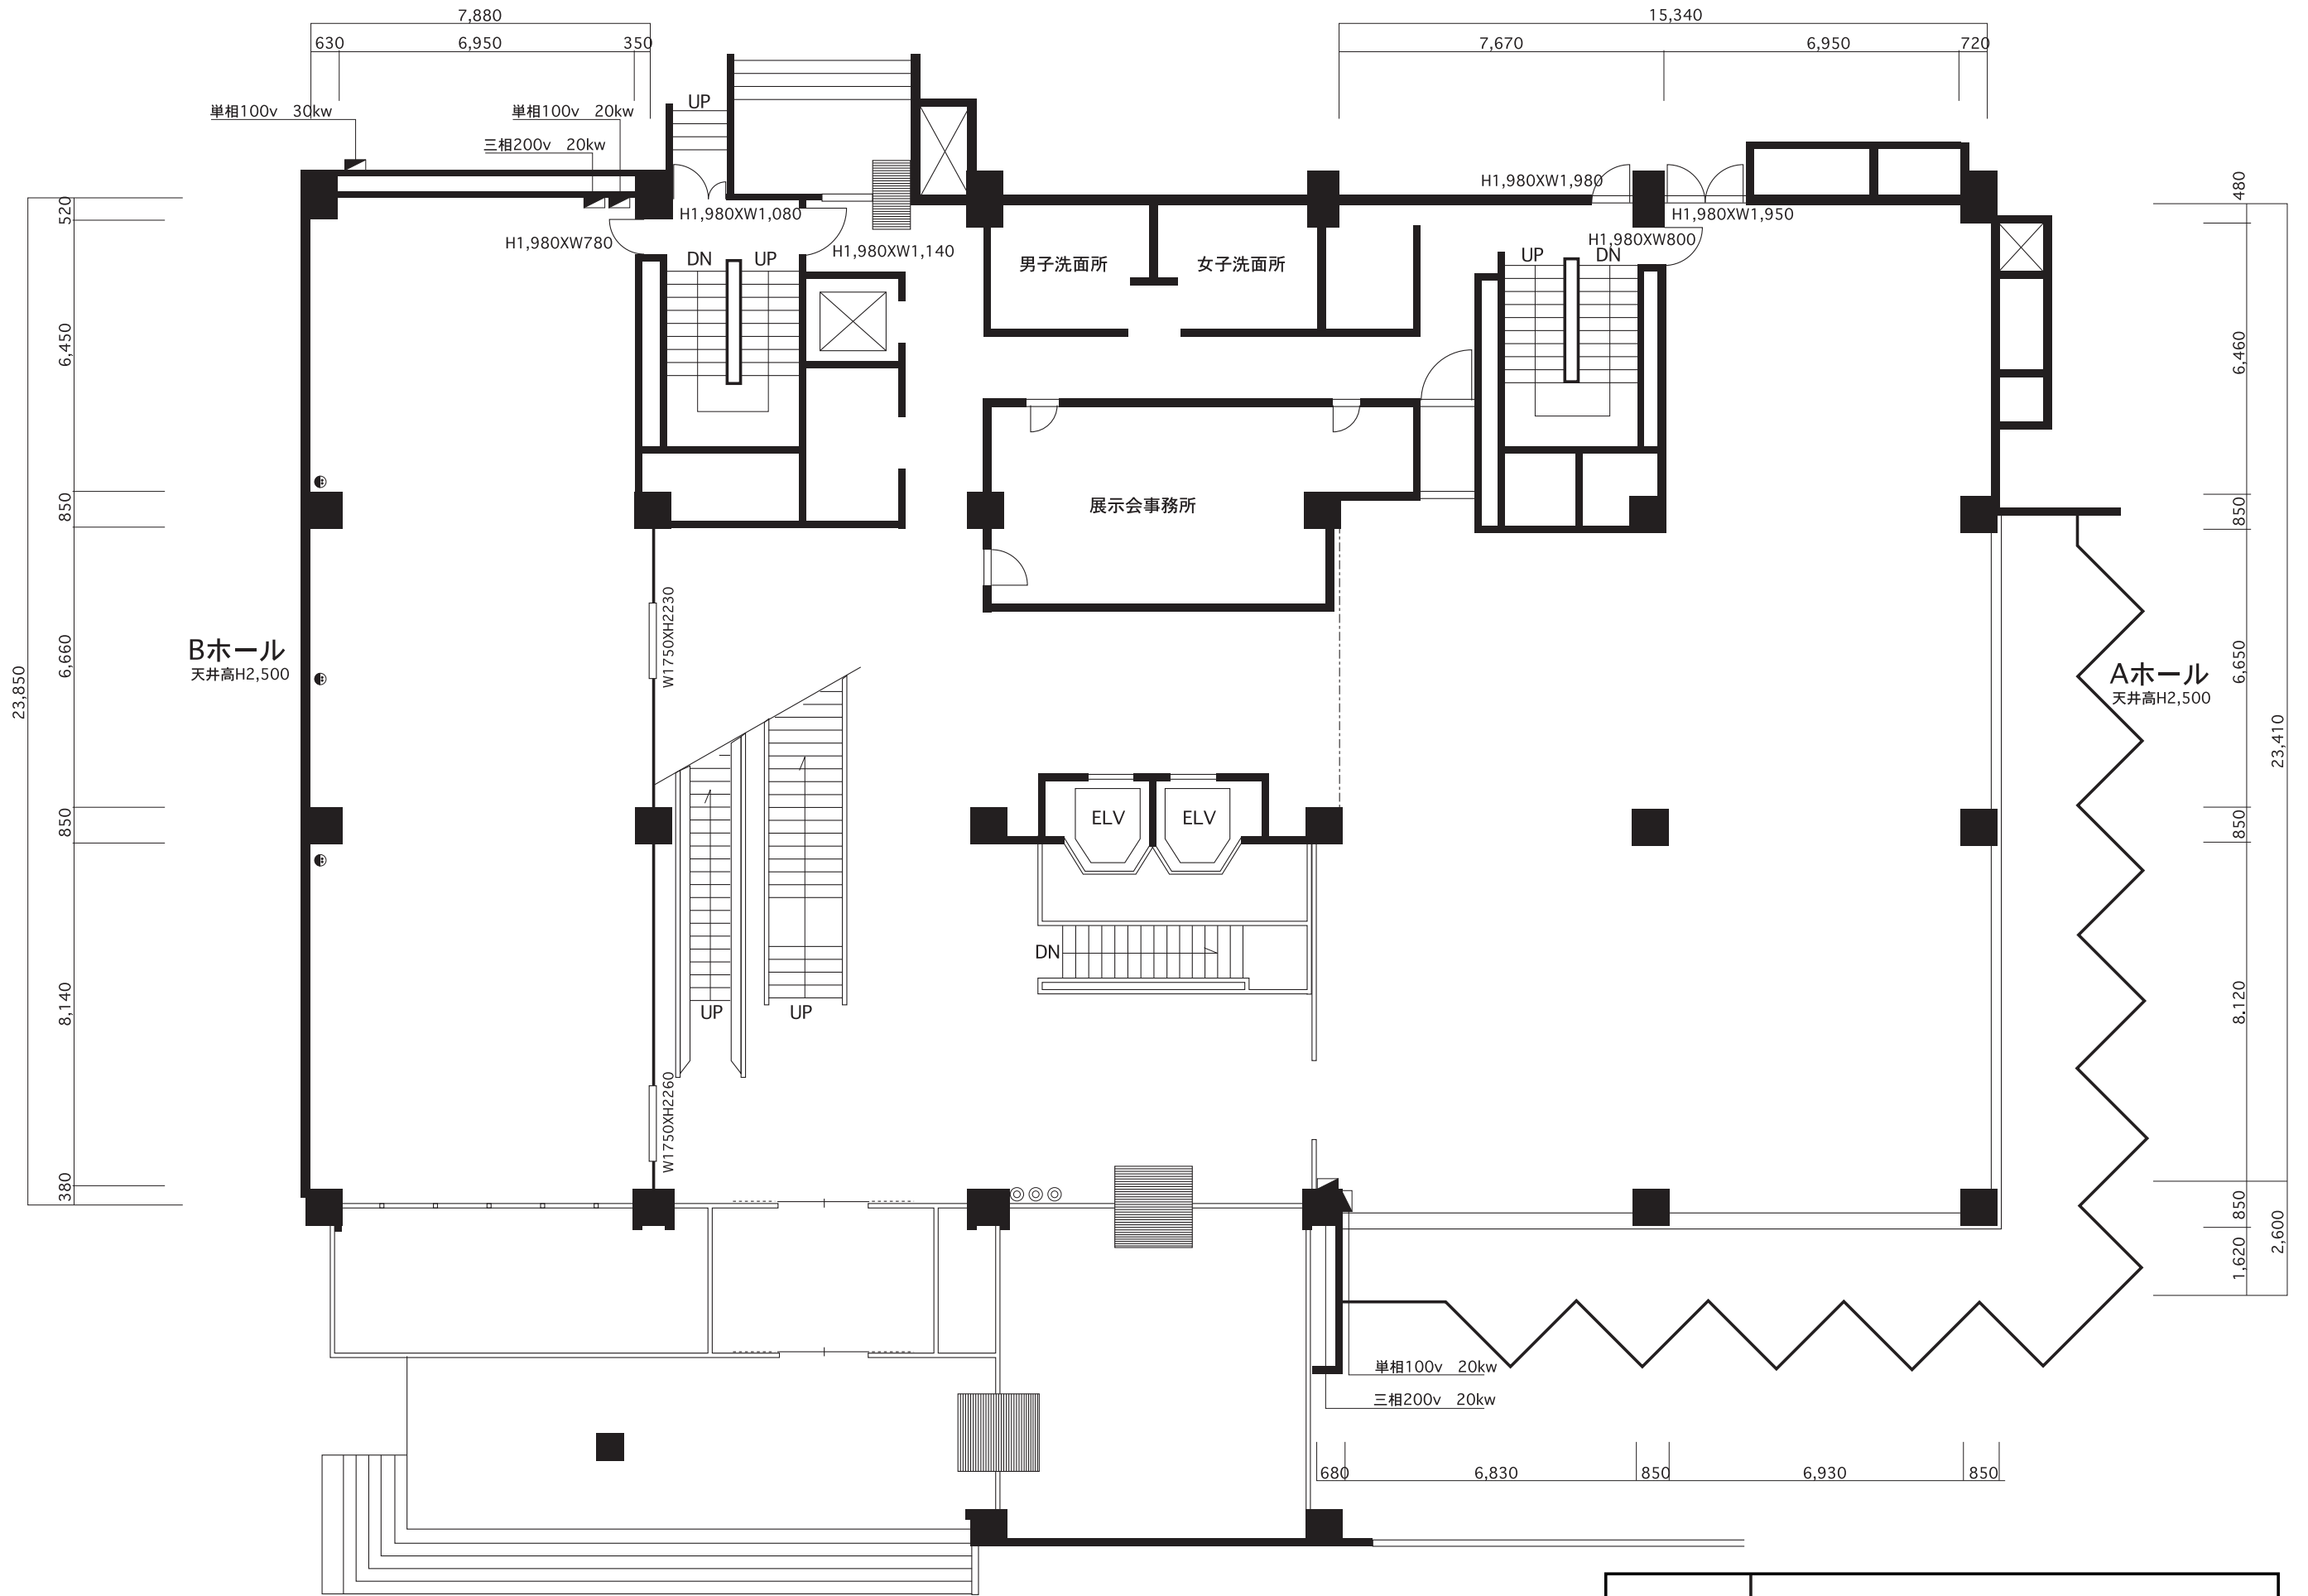 7,880
630
6,950
350
15,340
7,670
6,950
720
単相100v 30kw
単相100v 20kw
三相200v 20kw
UP
H1,980XW1,980
H1,980XW1,950
H1,980XW1,080
H1,980XW780
H1,980XW1,140
H1,980XW800
DN
UP
男子洗面所
女子洗面所
UP
DN
520
6,450
850
6,660
23,850
850
8,140
380
480
6,460
850
6,650
23,410
850
8.120
850
2,600
1,620
展示会事務所
Bホール
天井高H2,500
Aホール
天井高H2,500
W1750XH2230
ELV
ELV
DN
UP
UP
W1750XH2260
単相100v 20kw
三相200v 20kw
680
6,830
850
6,930
850